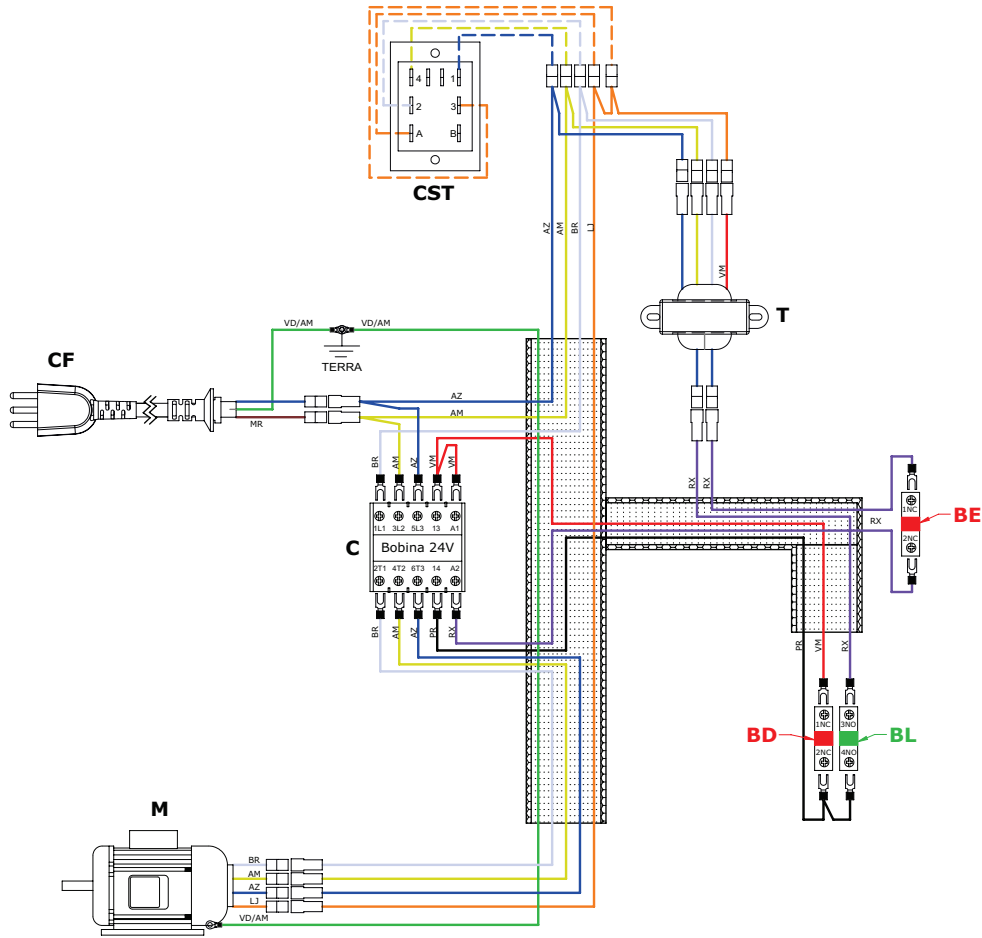 4
1
2
3
A
B
CST
AZ
AM
BR
LJ
VM
T
VD/AM
VD/AM
TERRA
CF
AZ
AM
MR
BR
AM
AZ
VM
VM
RX
RX
1L1
3L2
5L3
13
A1
C
Bobina 24V
2T1
4T2
6T3
14
A2
BR
AM
AZ
PR
RX
RX
1NC
2NC
BE
PR
VM
RX
1NC
3NO
BD
BL
2NC
4NO
M
BR
AM
AZ
LJ
VD/AM